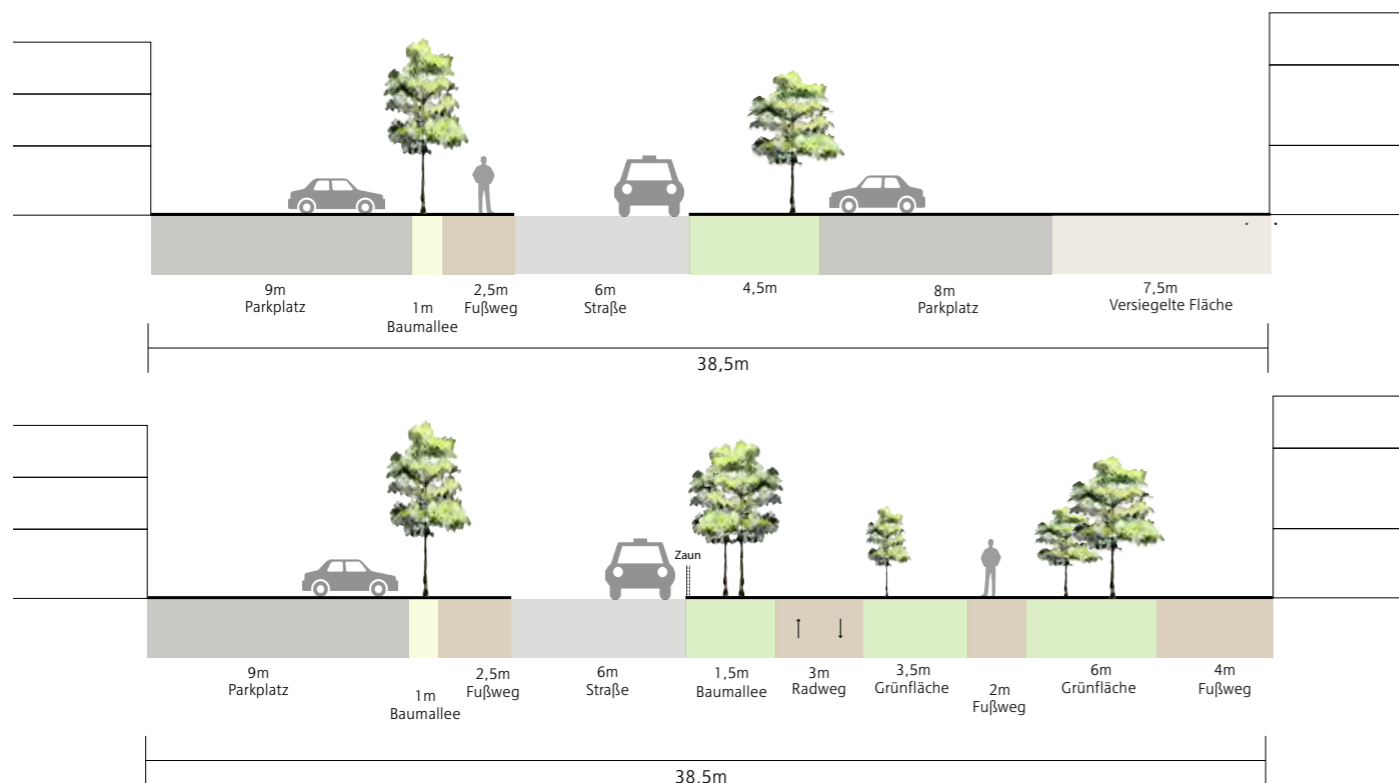 9m
Parkplatz
1m
Baumallee
2,5m
Fußweg
6m
Straße
4,5m
8m
Parkplatz
7,5m
Versiegelte Fläche
38,5m
Zaun
9m
Parkplatz
1m
Baumallee
2,5m
Fußweg
6m
Straße
1,5m
Baumallee
3m
Radweg
3,5m
Grünfläche
2m
Fußweg
6m
Grünfläche
4m
Fußweg
38,5m